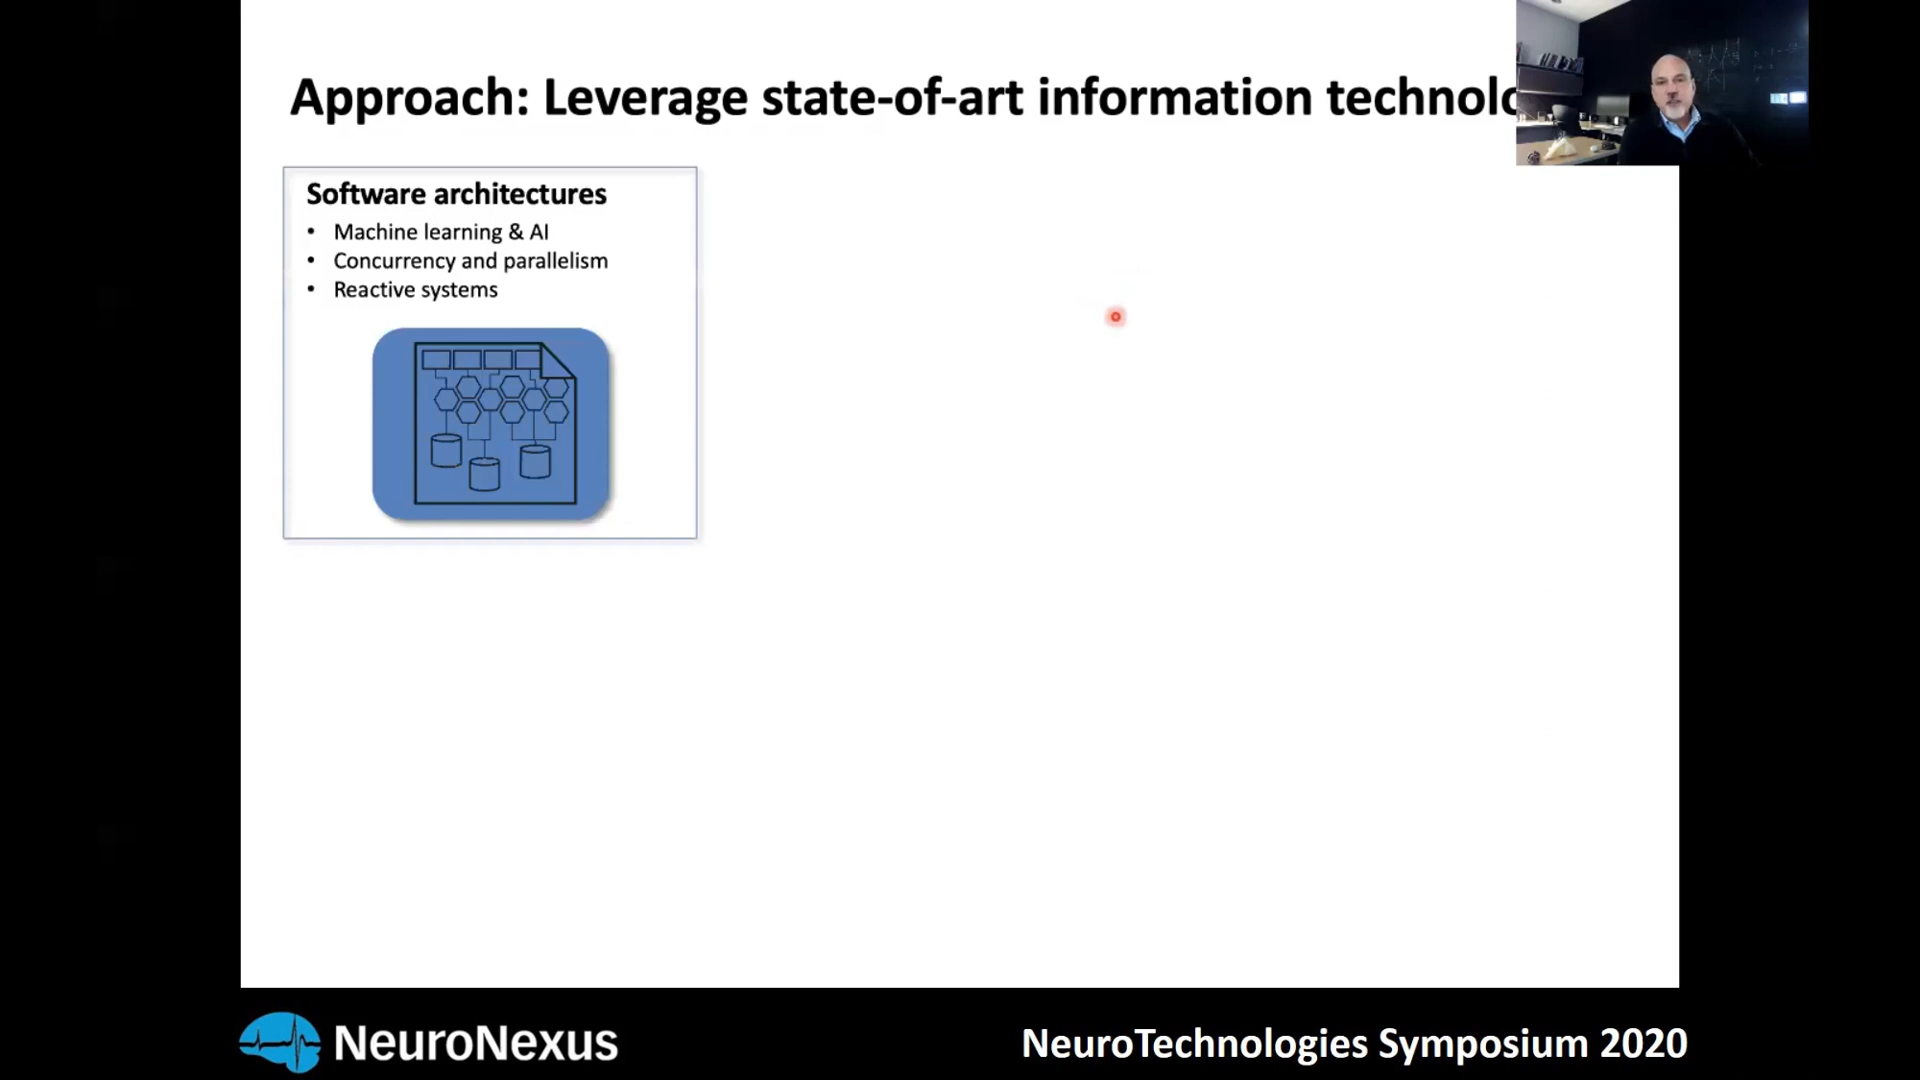 Approach: Leverage state-of-art information technolo
Software architectures
• Machine learning & AI
• Concurrency and parallelism
• Reactive systems
NeuroNexus
NeuroTechnologies Symposium 2020